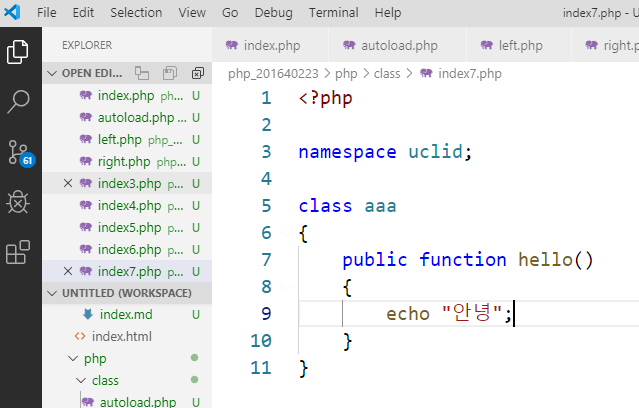 File Edit Selection View Go Debug Terminal Help index7.php - U
EXPLORER
index.php autoload.php left.php right.ph
OPEN EDI...
php_201640223 > php > class > index7.php
index.php ph... U
autoload.php ... U
left.php php_... U
right.php php... U
index3.php U
index4.php U
index5.php U
index6.php U
index7.php U
UNTITLED (WORKSPACE)
index.md U
index.html
php
class
autoload.php U
61
1 <?php
2
3 namespace uclid;
4
5 class aaa
6 {
7 public function hello()
8 {
9 echo "안녕";
10 }
11 }